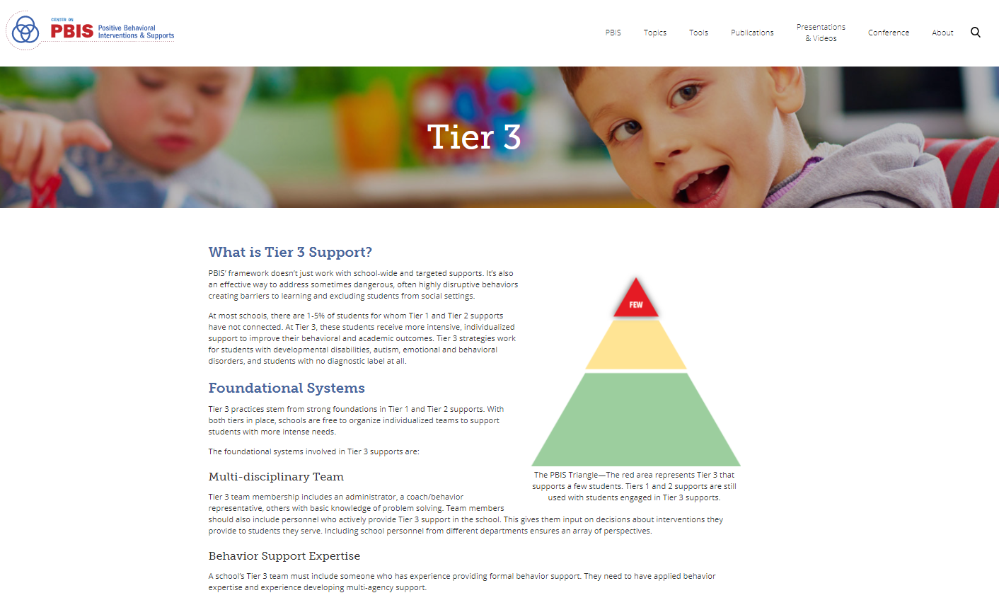 CENTER ON
PBIS Positive Behavioral
Interventions & Supports
PBIS
Topics
Tools
Publications
Presentations
& Videos
Conference
About
Tier 3
What is Tier 3 Support?
PBIS’ framework doesn’t just work with school-wide and targeted supports. It’s also
an effective way to address sometimes dangerous, often highly disruptive behaviors
creating barriers to learning and excluding students from social settings.
At most schools, there are 1-5% of students for whom Tier 1 and Tier 2 supports
have not connected. At Tier 3, these students receive more intensive, individualized
support to improve their behavioral and academic outcomes. Tier 3 strategies work
for students with developmental disabilities, autism, emotional and behavioral
disorders, and students with no diagnostic label at all.
FEW
The PBIS Triangle—The red area represents Tier 3 that
supports a few students. Tiers 1 and 2 supports are still
used with students engaged in Tier 3 supports.
Foundational Systems
Tier 3 practices stem from strong foundations in Tier 1 and Tier 2 supports. With
both tiers in place, schools are free to organize individualized teams to support
students with more intense needs.
The foundational systems involved in Tier 3 supports are:
Multi-disciplinary Team
Tier 3 team membership includes an administrator, a coach/behavior
representative, others with basic knowledge of problem solving. Team members
should also include personnel who actively provide Tier 3 support in the school. This gives them input on decisions about interventions they
provide to students they serve. Including school personnel from different departments ensures an array of perspectives.
Behavior Support Expertise
A school’s Tier 3 team must include someone who has experience providing formal behavior support. They need to have applied behavior
expertise and experience developing multi-agency support.